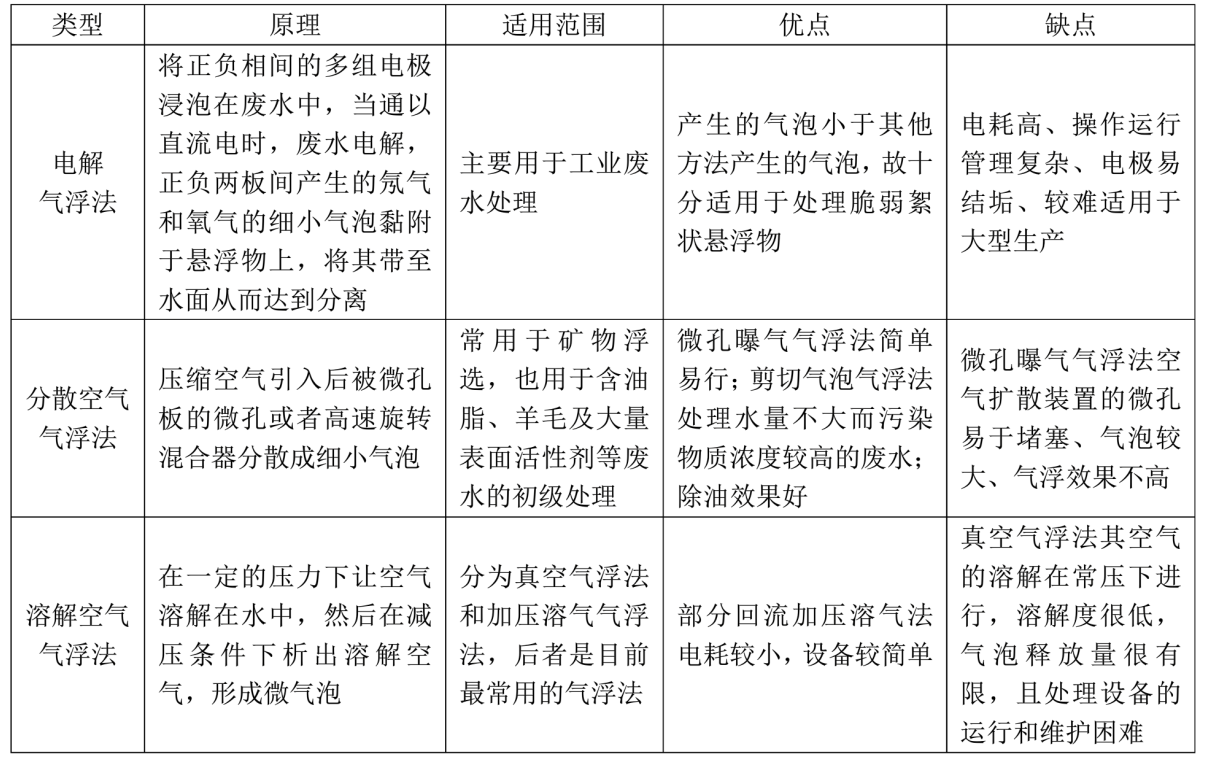 类型
原理
适用范围
优点
缺点
电解
气浮法
将正负相间的多组电极
浸泡在废水中，当通以
直流电时，废水电解，
正负两板间产生的氖气
和氧气的细小气泡黏附
于悬浮物上，将其带至
水面从而达到分离
主要用于工业废
水处理
产生的气泡小于其他
方法产生的气泡，故十
分适用于处理脆弱絮
状悬浮物
电耗高、操作运行
管理复杂、电极易
结垢、较难适用于
大型生产
分散空气
气浮法
压缩空气引入后被微孔
板的微孔或者高速旋转
混合器分散成细小气泡
常用于矿物浮
选，也用于含油
脂、羊毛及大量
表面活性剂等废
水的初级处理
微孔曝气气浮法简单
易行；剪切气泡气浮法
处理水量不大而污染
物质浓度较高的废水；
除油效果好
微孔曝气气浮法空
气扩散装置的微孔
易于堵塞、气泡较
大、气浮效果不高
溶解空气
气浮法
在一定的压力下让空气
溶解在水中，然后在减
压条件下析出溶解空
气，形成微气泡
分为真空气浮法
和加压溶气气浮
法，后者是目前
最常用的气浮法
部分回流加压溶气法
电耗较小，设备较简单
真空气浮法其空气
的溶解在常压下进
行，溶解度很低，
气泡释放量很有
限，且处理设备的
运行和维护困难